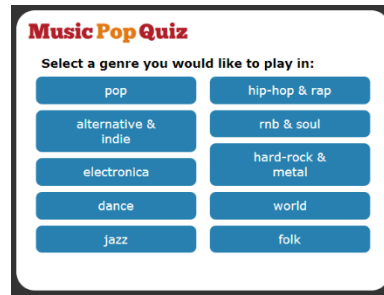 Music Pop Quiz
Select a genre you would like to play in:
pop
alternative &
indie
electronica
dance
jazz
hip-hop & rap
rnb & soul
hard-rock &
metal
world
folk